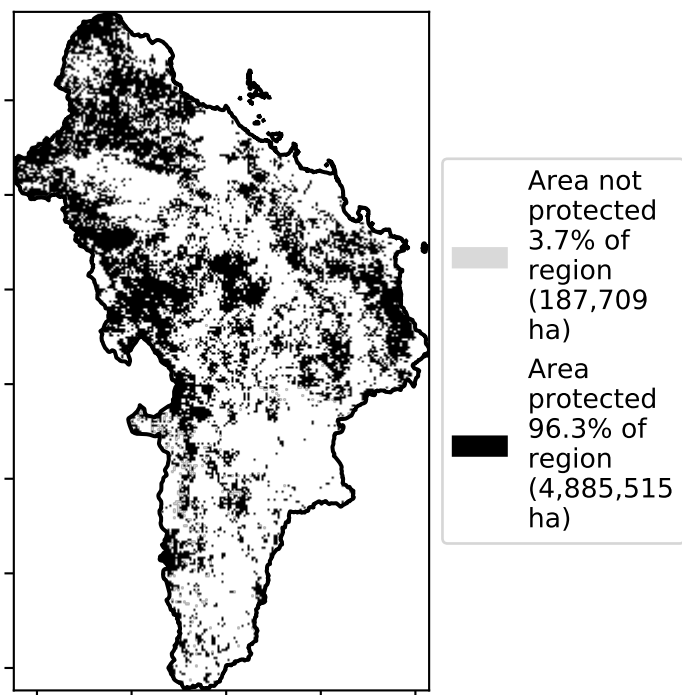 Area not
protected
3.7% of
region
(187,709
ha)
Area
protected
96.3% of
region
(4,885,515
ha)